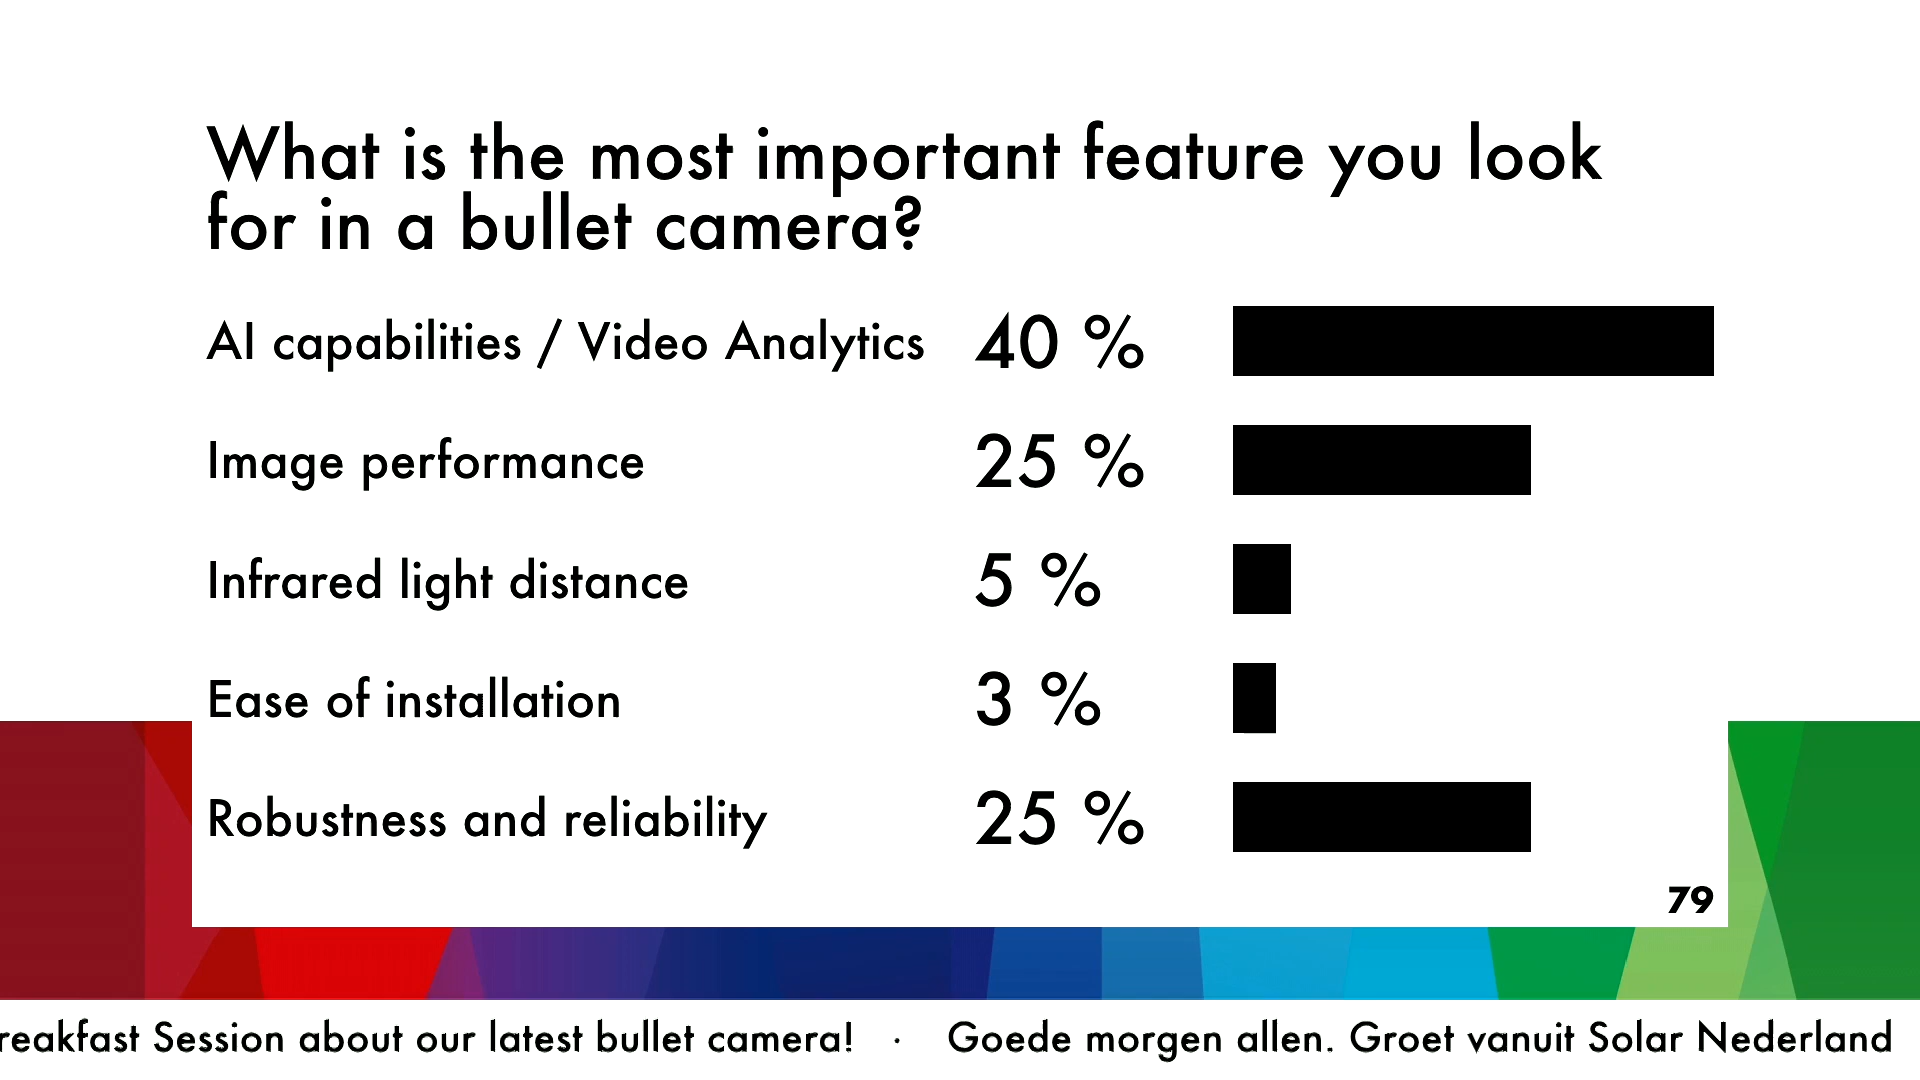 What is the most important feature you look
for in a bullet camera?
AI capabilities / Video Analytics 40 %
Image performance 25 %
Infrared light distance 5 %
Ease of installation 3 %
Robustness and reliability 25 %
79
Session about our latest bullet camera! · Goede morgen allen. Groet vanuit Solar Nederland